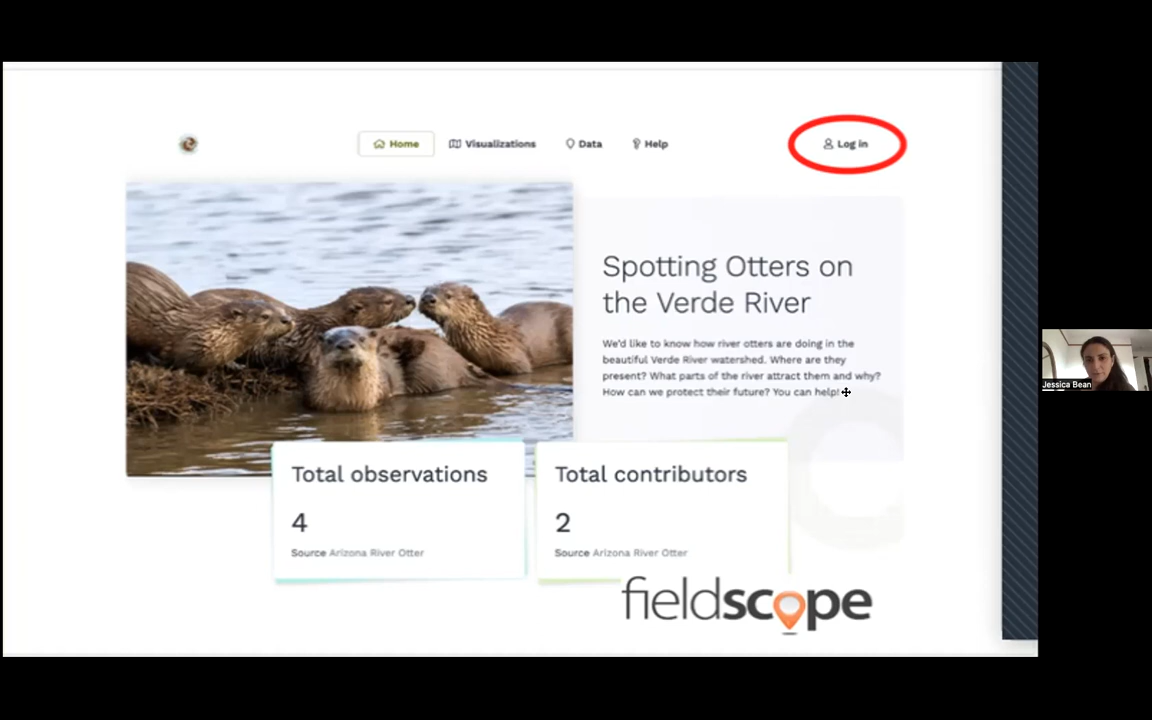 Home
Visualizations
Data
Help
Log in
Spotting Otters on
the Verde River
We'd like to know how river otters are doing in the
beautiful Verde River watershed. Where are they
present? What parts of the river attract them and why?
How can we protect their future? You can help!
Jessica Bean
Total observations
Total contributors
4
2
Source Arizona River Otter
Source Arizona River Otter
fieldscope